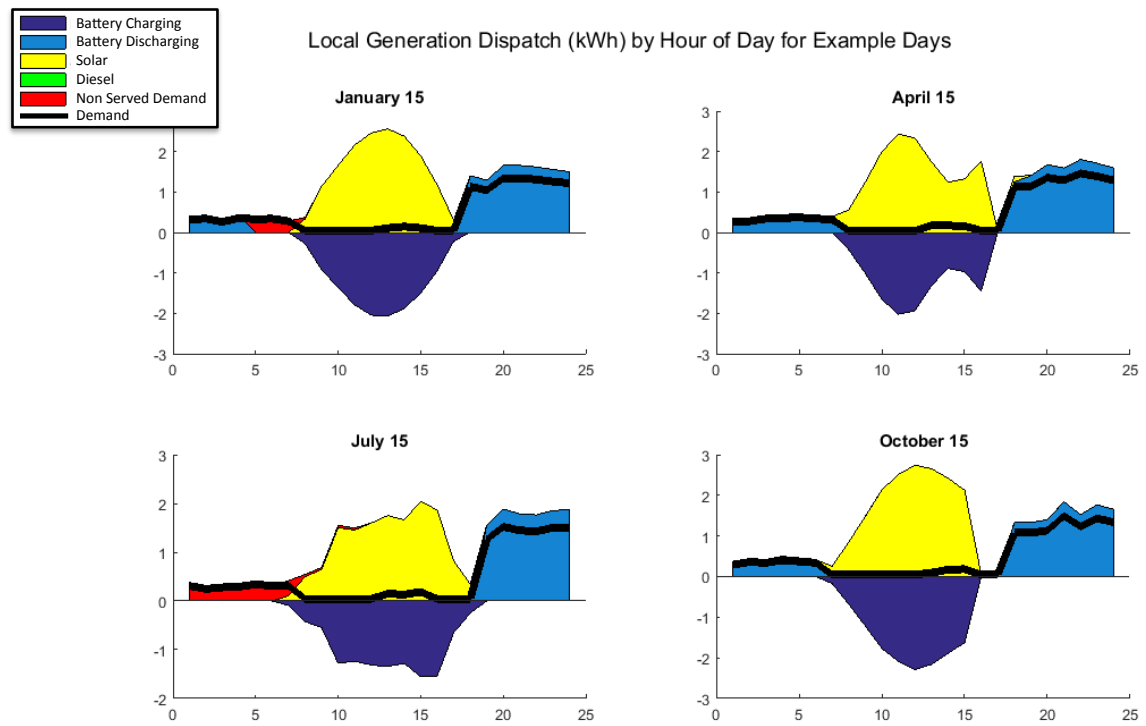 Battery Charging
Battery Discharging
Solar
Diesel
Non Served Demand
Demand
Local Generation Dispatch (kWh) by Hour of Day for Example Days
January 15
2
1
0
-1
-2
-3
0 5 10 15 20 25
April 15
3
2
1
0
-1
-2
-3
0 5 10 15 20 25
July 15
3
2
1
0
-1
-2
0 5 10 15 20 25
October 15
3
2
1
0
-1
-2
-3
0 5 10 15 20 25